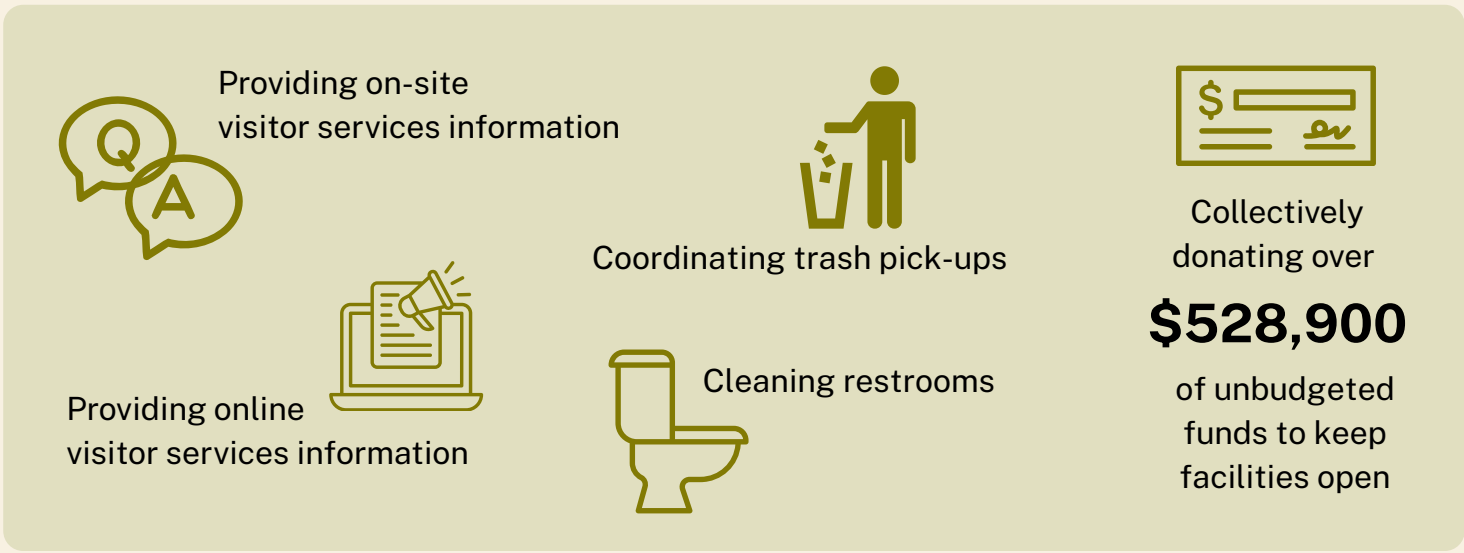 Providing on-site
visitor services information
Q
A
Providing online
visitor services information
Coordinating trash pick-ups
Cleaning restrooms
$
Collectively
donating over
$528,900
of unbudgeted
funds to keep
facilities open